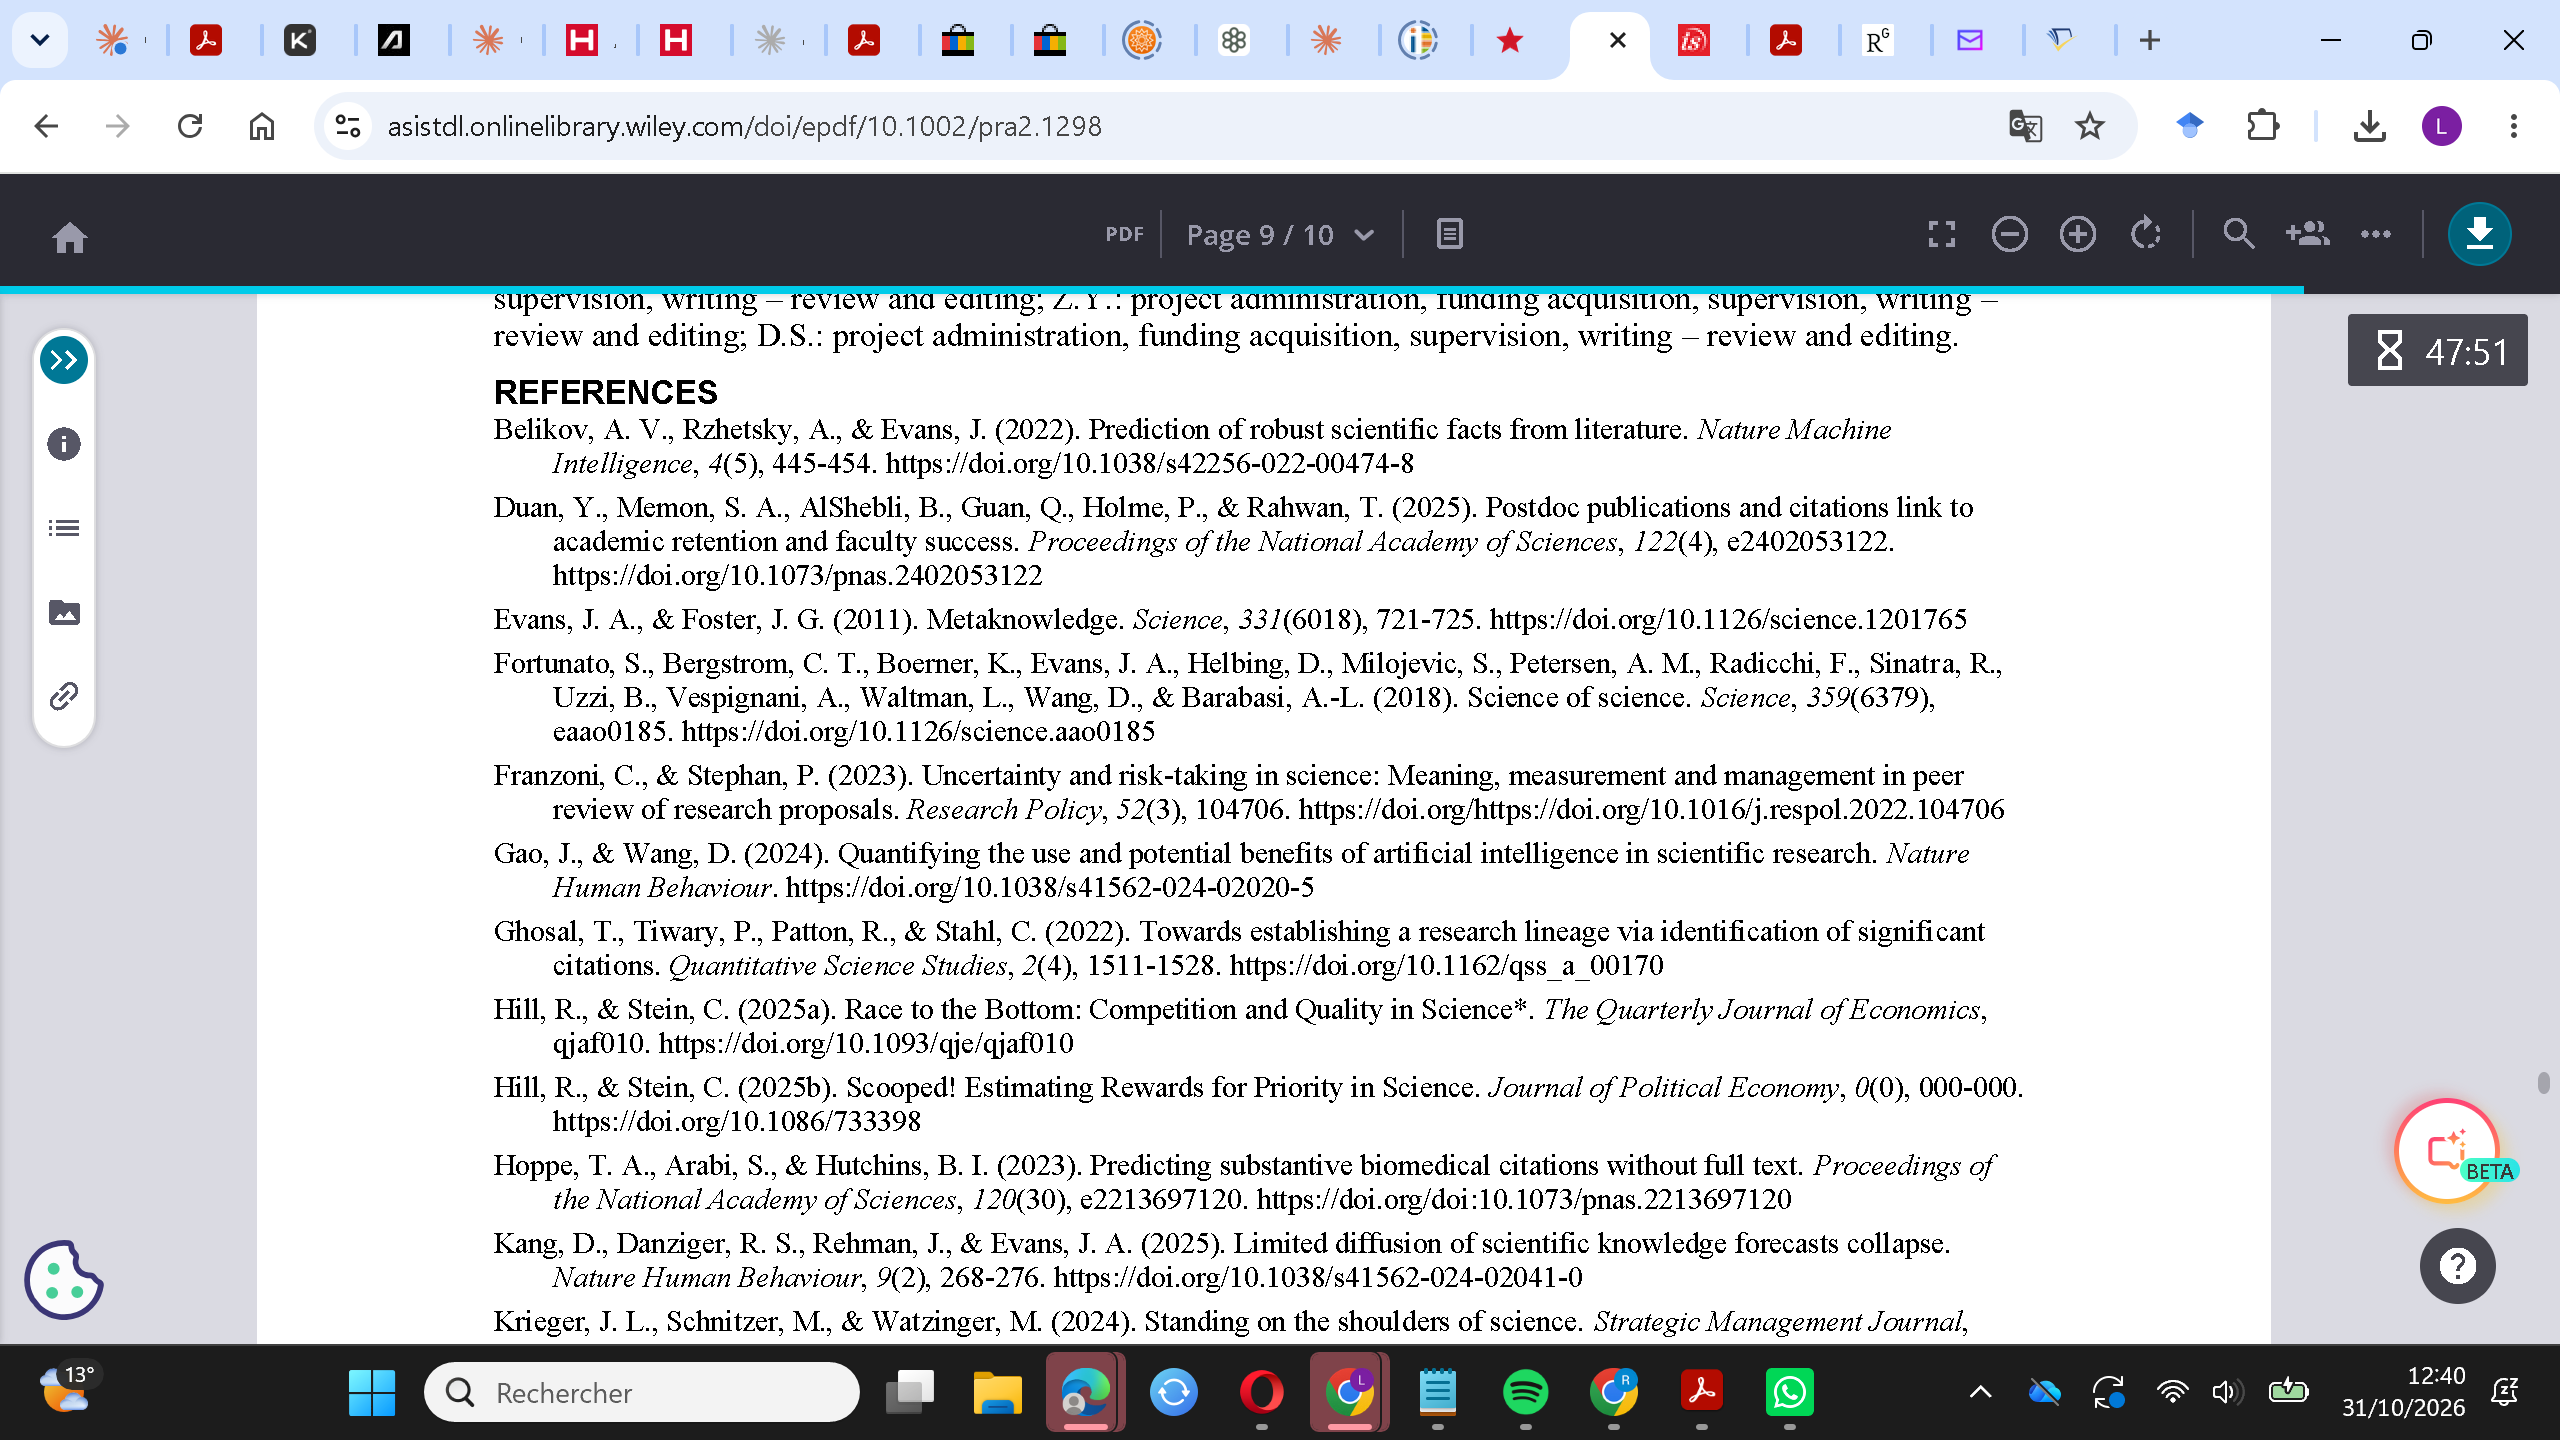 asistdl.onlinelibrary.wiley.com/doi/epdf/10.1002/pra2.1298
L
PDF
Page 9 / 10
47:51
supervision, writing – review and editing; Z.Y.: project administration, funding acquisition, supervision, writing –
review and editing; D.S.: project administration, funding acquisition, supervision, writing – review and editing.
REFERENCES
Belikov, A. V., Rzhetsky, A., & Evans, J. (2022). Prediction of robust scientific facts from literature. Nature Machine
Intelligence, 4(5), 445-454. https://doi.org/10.1038/s42256-022-00474-8
Duan, Y., Memon, S. A., AlShebli, B., Guan, Q., Holme, P., & Rahwan, T. (2025). Postdoc publications and citations link to
academic retention and faculty success. Proceedings of the National Academy of Sciences, 122(4), e2402053122.
https://doi.org/10.1073/pnas.2402053122
Evans, J. A., & Foster, J. G. (2011). Metaknowledge. Science, 331(6018), 721-725. https://doi.org/10.1126/science.1201765
Fortunato, S., Bergstrom, C. T., Boerner, K., Evans, J. A., Helbing, D., Milojevic, S., Petersen, A. M., Radicchi, F., Sinatra, R.,
Uzzi, B., Vespignani, A., Waltman, L., Wang, D., & Barabasi, A.-L. (2018). Science of science. Science, 359(6379),
eaao0185. https://doi.org/10.1126/science.aao0185
Franzoni, C., & Stephan, P. (2023). Uncertainty and risk-taking in science: Meaning, measurement and management in peer
review of research proposals. Research Policy, 52(3), 104706. https://doi.org/https://doi.org/10.1016/j.respol.2022.104706
Gao, J., & Wang, D. (2024). Quantifying the use and potential benefits of artificial intelligence in scientific research. Nature
Human Behaviour. https://doi.org/10.1038/s41562-024-02020-5
Ghosal, T., Tiwary, P., Patton, R., & Stahl, C. (2022). Towards establishing a research lineage via identification of significant
citations. Quantitative Science Studies, 2(4), 1511-1528. https://doi.org/10.1162/qss_a_00170
Hill, R., & Stein, C. (2025a). Race to the Bottom: Competition and Quality in Science*. The Quarterly Journal of Economics,
qjaf010. https://doi.org/10.1093/qje/qjaf010
Hill, R., & Stein, C. (2025b). Scooped! Estimating Rewards for Priority in Science. Journal of Political Economy, 0(0), 000-000.
https://doi.org/10.1086/733398
Hoppe, T. A., Arabi, S., & Hutchins, B. I. (2023). Predicting substantive biomedical citations without full text. Proceedings of
the National Academy of Sciences, 120(30), e2213697120. https://doi.org/doi:10.1073/pnas.2213697120
Kang, D., Danziger, R. S., Rehman, J., & Evans, J. A. (2025). Limited diffusion of scientific knowledge forecasts collapse.
Nature Human Behaviour, 9(2), 268-276. https://doi.org/10.1038/s41562-024-02041-0
Krieger, J. L., Schnitzer, M., & Watzinger, M. (2024). Standing on the shoulders of science. Strategic Management Journal,
BETA
13°
Rechercher
12:40
31/10/2026